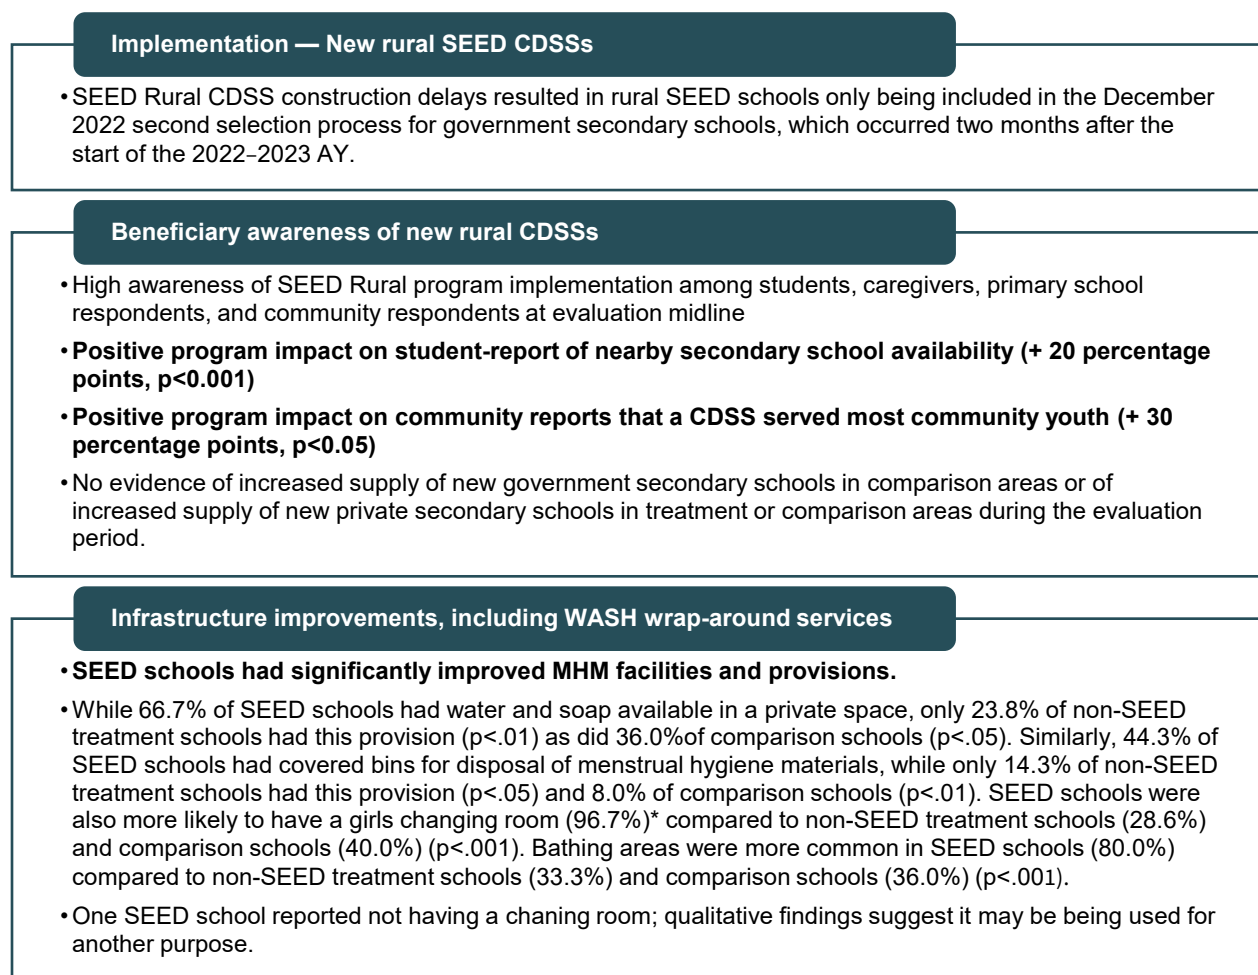 Implementation — New rural SEED CDSSs
•SEED Rural CDSS construction delays resulted in rural SEED schools only being included in the December
2022 second selection process for government secondary schools, which occurred two months after the
start of the 2022–2023 AY.
Beneficiary awareness of new rural CDSSs
•High awareness of SEED Rural program implementation among students, caregivers, primary school
respondents, and community respondents at evaluation midline
•Positive program impact on student-report of nearby secondary school availability (+ 20 percentage
points, p<0.001)
•Positive program impact on community reports that a CDSS served most community youth (+ 30
percentage points, p<0.05)
•No evidence of increased supply of new government secondary schools in comparison areas or of
increased supply of new private secondary schools in treatment or comparison areas during the evaluation
period.
Infrastructure improvements, including WASH wrap-around services
•SEED schools had significantly improved MHM facilities and provisions.
•While 66.7% of SEED schools had water and soap available in a private space, only 23.8% of non-SEED
treatment schools had this provision (p<.01) as did 36.0%of comparison schools (p<.05). Similarly, 44.3% of
SEED schools had covered bins for disposal of menstrual hygiene materials, while only 14.3% of non-SEED
treatment schools had this provision (p<.05) and 8.0% of comparison schools (p<.01). SEED schools were
also more likely to have a girls changing room (96.7%)* compared to non-SEED treatment schools (28.6%)
and comparison schools (40.0%) (p<.001). Bathing areas were more common in SEED schools (80.0%)
compared to non-SEED treatment schools (33.3%) and comparison schools (36.0%) (p<.001).
•One SEED school reported not having a chaning room; qualitative findings suggest it may be being used for
another purpose.